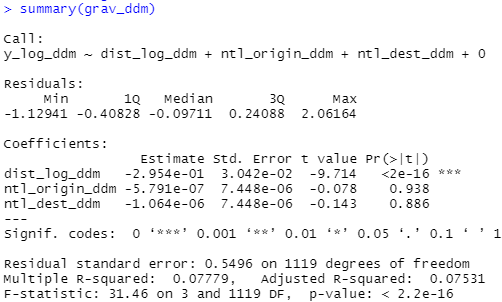 > summary(grav_ddm)
Call:
y_log_ddm ~ dist_log_ddm + ntl_origin_ddm + ntl_dest_ddm + 0
Residuals:
Min 1Q Median 3Q Max
-1.12941 -0.40828 -0.09711 0.24088 2.06164
Coefficients:
Estimate Std. Error t value Pr(>|t|)
dist_log_ddm -2.954e-01 3.042e-02 -9.714 <2e-16 ***
ntl_origin_ddm -5.791e-07 7.448e-06 -0.078 0.938
ntl_dest_ddm -1.064e-06 7.448e-06 -0.143 0.886
---
Signif. codes: 0 ‘***’ 0.001 ‘**’ 0.01 ‘*’ 0.05 ‘.’ 0.1 ‘ ’ 1
Residual standard error: 0.5496 on 1119 degrees of freedom
Multiple R-squared: 0.07779, Adjusted R-squared: 0.07531
F-statistic: 31.46 on 3 and 1119 DF, p-value: < 2.2e-16